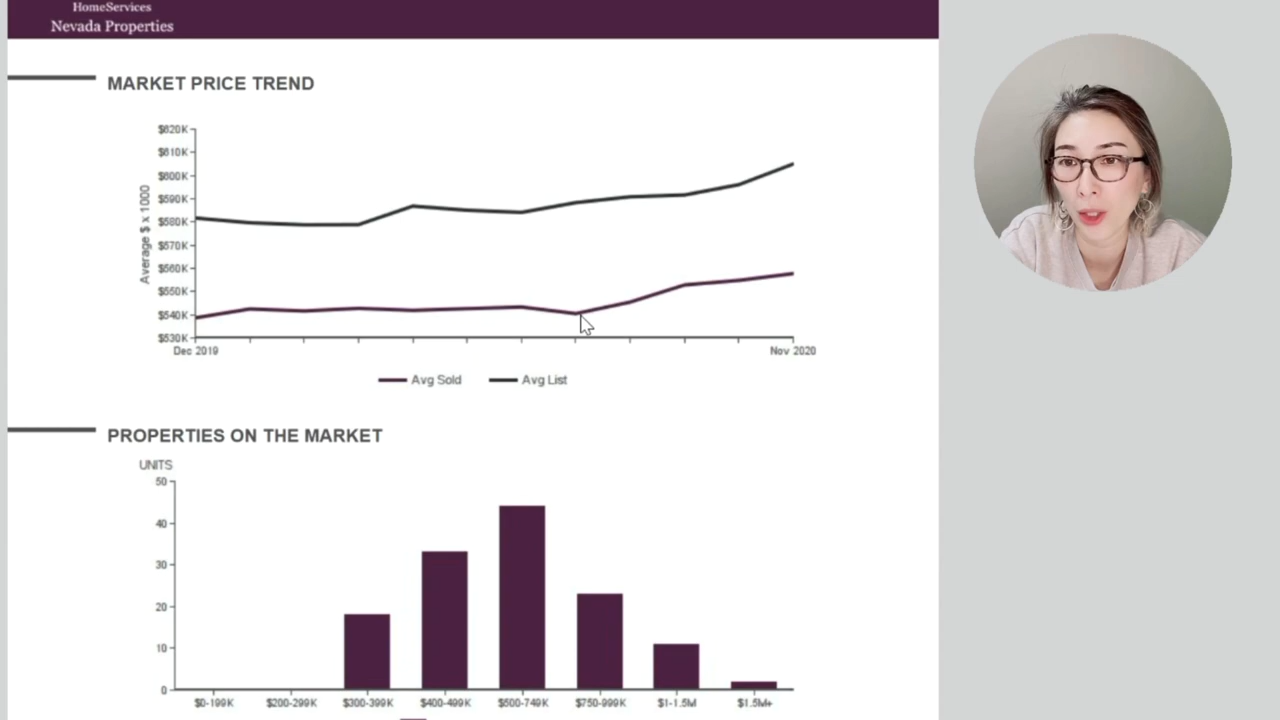 HomeServices
Nevada Properties
MARKET PRICE TREND
$620K
$610K
$600K
$590K
$580K
$570K
$560K
$550K
$540K
$530K
Average $ x 1000
Dec 2019
Nov 2020
Avg Sold
Avg List
PROPERTIES ON THE MARKET
UNITS
50
40
30
20
10
0
$0-199K $200-299K $300-399K $400-499K $500-749K $750-999K $1-1.5M $1.5M+